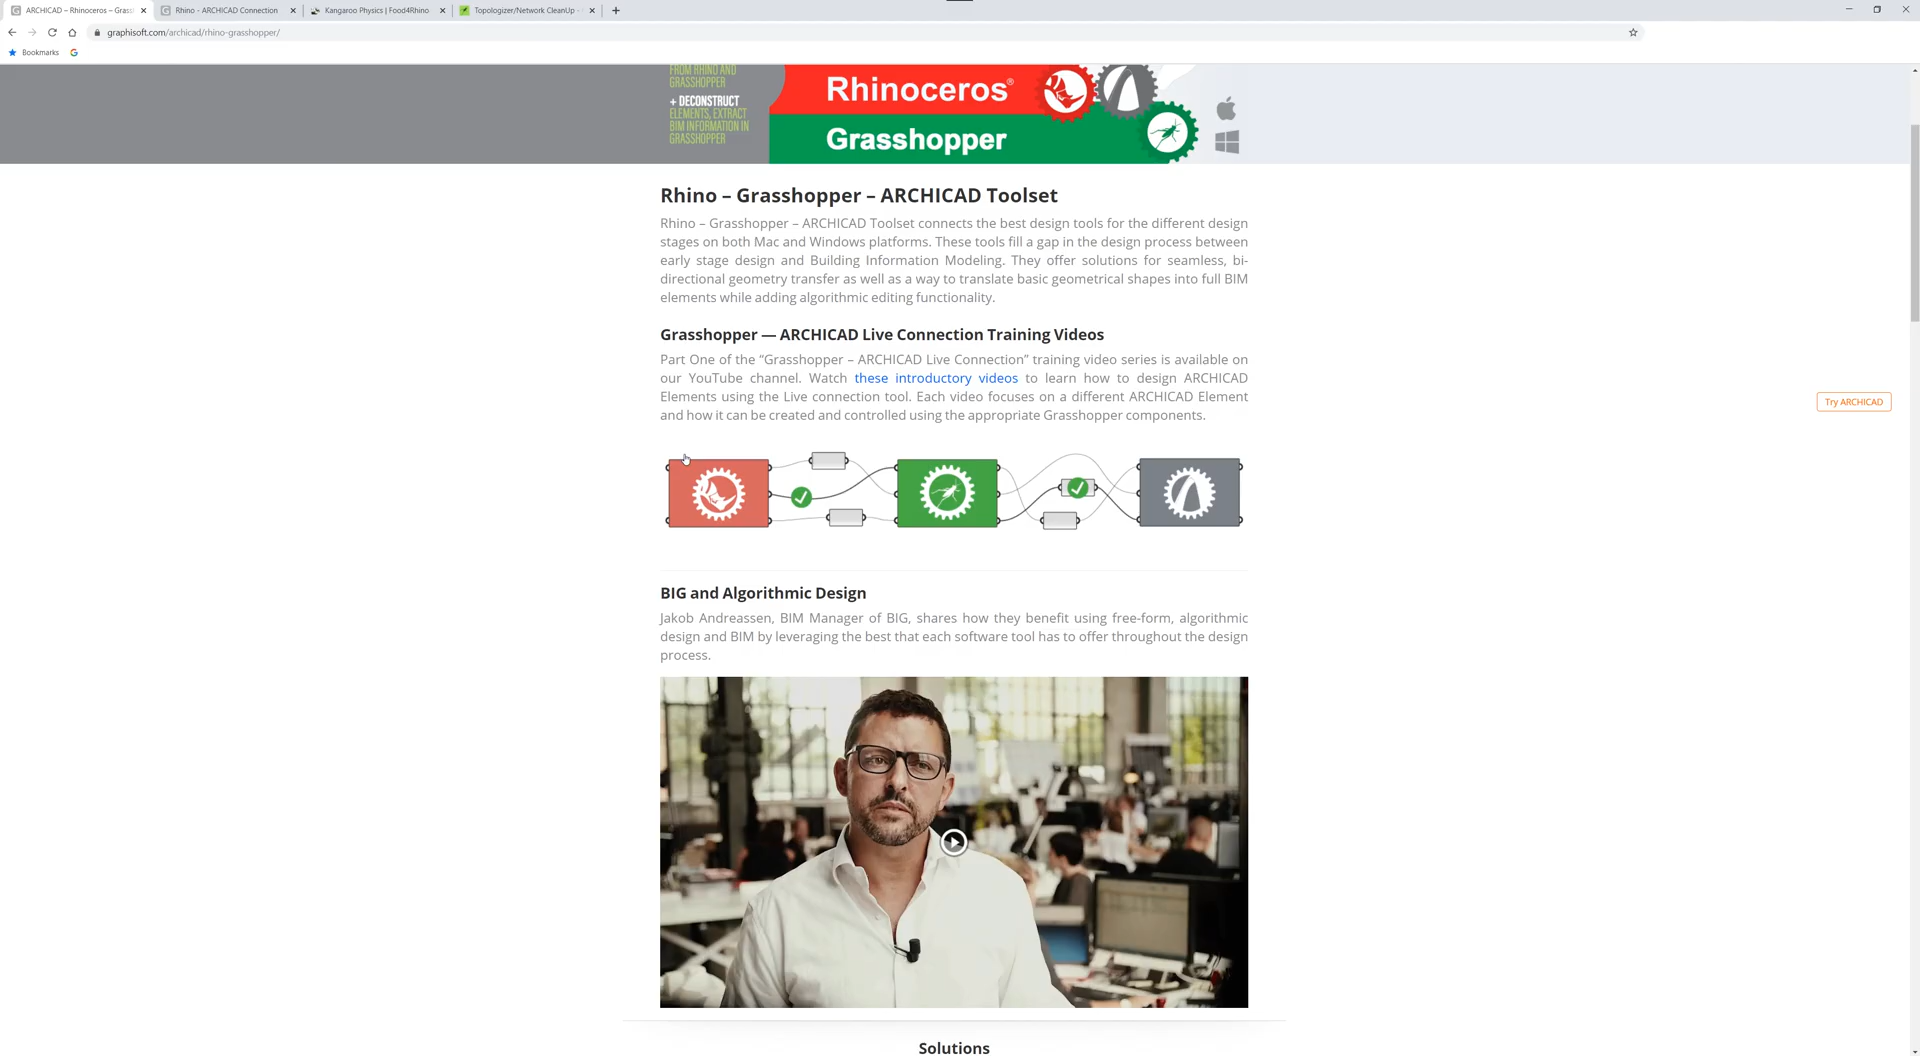 ARCHICAD – Rhinoceros – Grass
Rhino - ARCHICAD Connection
Kangaroo Physics | Food4Rhino
Topologizer/Network CleanUp -
graphisoft.com/archicad/rhino-grasshopper/
Bookmarks
FROM RHINO AND
GRASSHOPPER
+ DECONSTRUCT
ELEMENTS, EXTRACT
BIM INFORMATION IN
GRASSHOPPER
Rhinoceros®
Grasshopper
Rhino – Grasshopper – ARCHICAD Toolset
Rhino – Grasshopper – ARCHICAD Toolset connects the best design tools for the different design
stages on both Mac and Windows platforms. These tools fill a gap in the design process between
early stage design and Building Information Modeling. They offer solutions for seamless, bi-
directional geometry transfer as well as a way to translate basic geometrical shapes into full BIM
elements while adding algorithmic editing functionality.
Grasshopper — ARCHICAD Live Connection Training Videos
Part One of the “Grasshopper – ARCHICAD Live Connection” training video series is available on
our YouTube channel. Watch these introductory videos to learn how to design ARCHICAD
Elements using the Live connection tool. Each video focuses on a different ARCHICAD Element
and how it can be created and controlled using the appropriate Grasshopper components.
Try ARCHICAD
BIG and Algorithmic Design
Jakob Andreassen, BIM Manager of BIG, shares how they benefit using free-form, algorithmic
design and BIM by leveraging the best that each software tool has to offer throughout the design
process.
Solutions